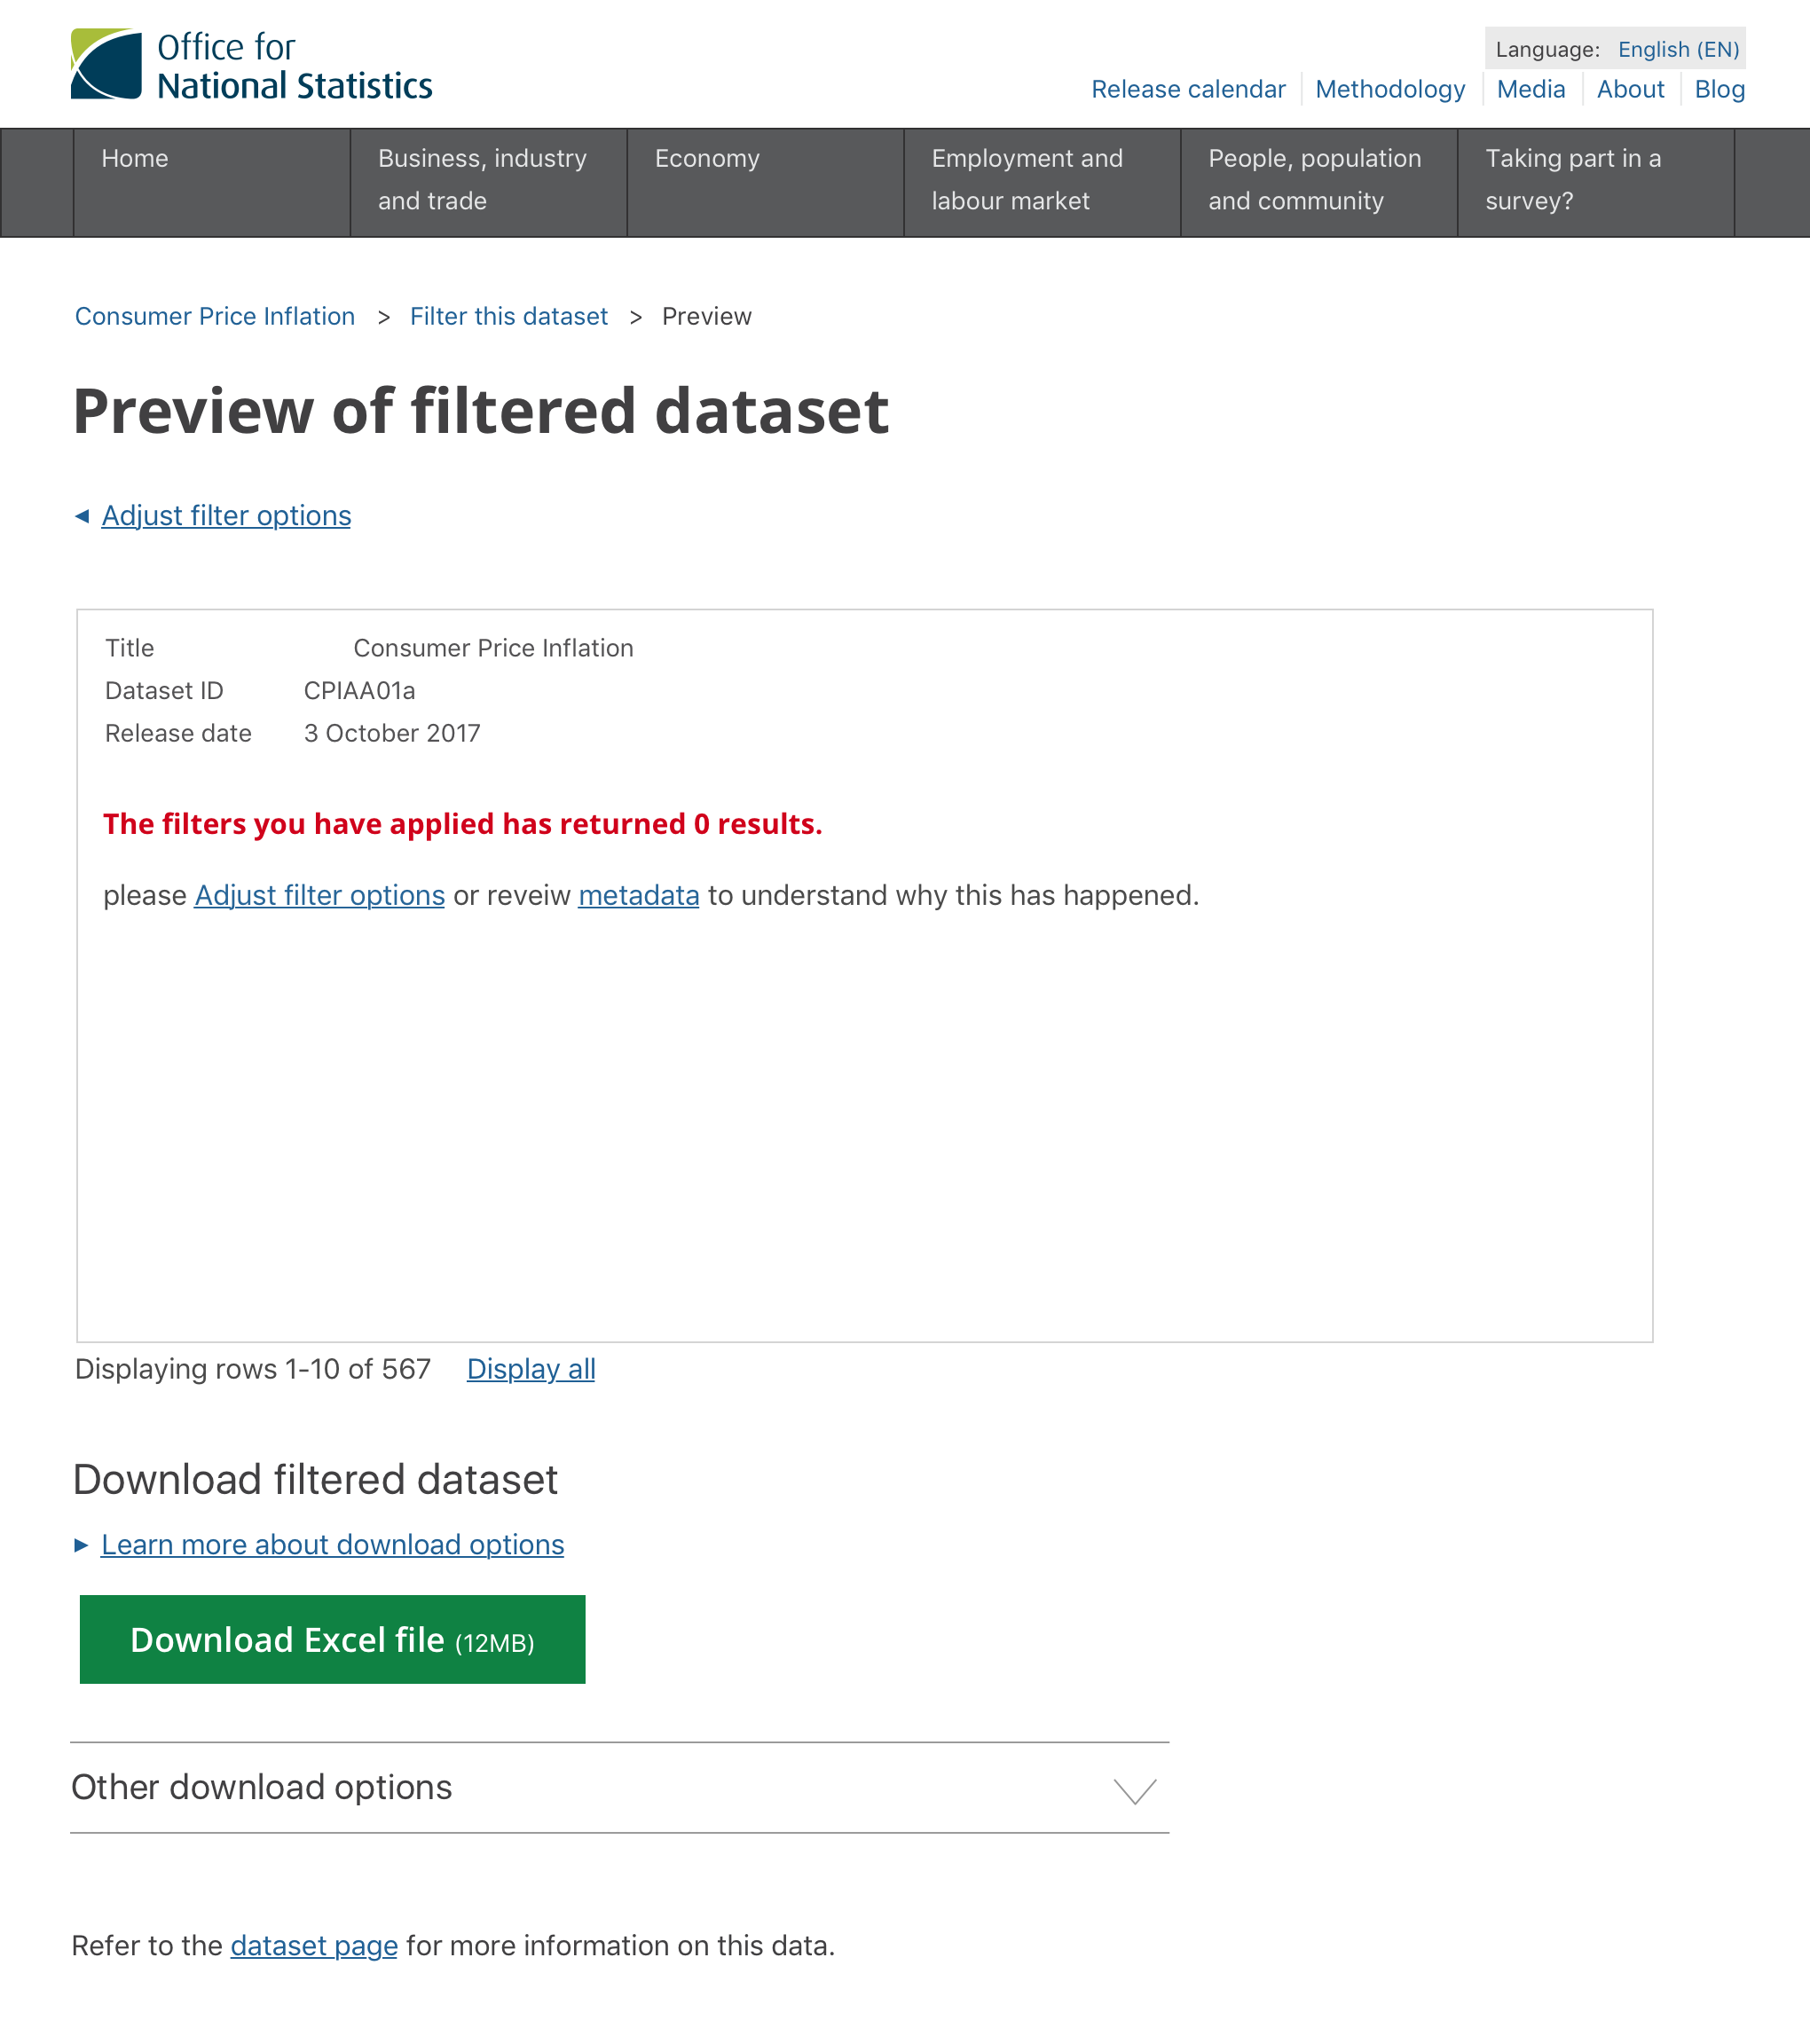 Office for
National Statistics
Language: English (EN)
Release calendar Methodology Media About Blog
Home
Business, industry
and trade
Economy
Employment and
labour market
People, population
and community
Taking part in a
survey?
Consumer Price Inflation > Filter this dataset > Preview
Preview of filtered dataset
◄ Adjust filter options
Title Consumer Price Inflation
Dataset ID CPIAA01a
Release date 3 October 2017
The filters you have applied has returned 0 results.
please Adjust filter options or reveiw metadata to understand why this has happened.
Displaying rows 1-10 of 567 Display all
Download filtered dataset
► Learn more about download options
Download Excel file (12MB)
Other download options
Refer to the dataset page for more information on this data.